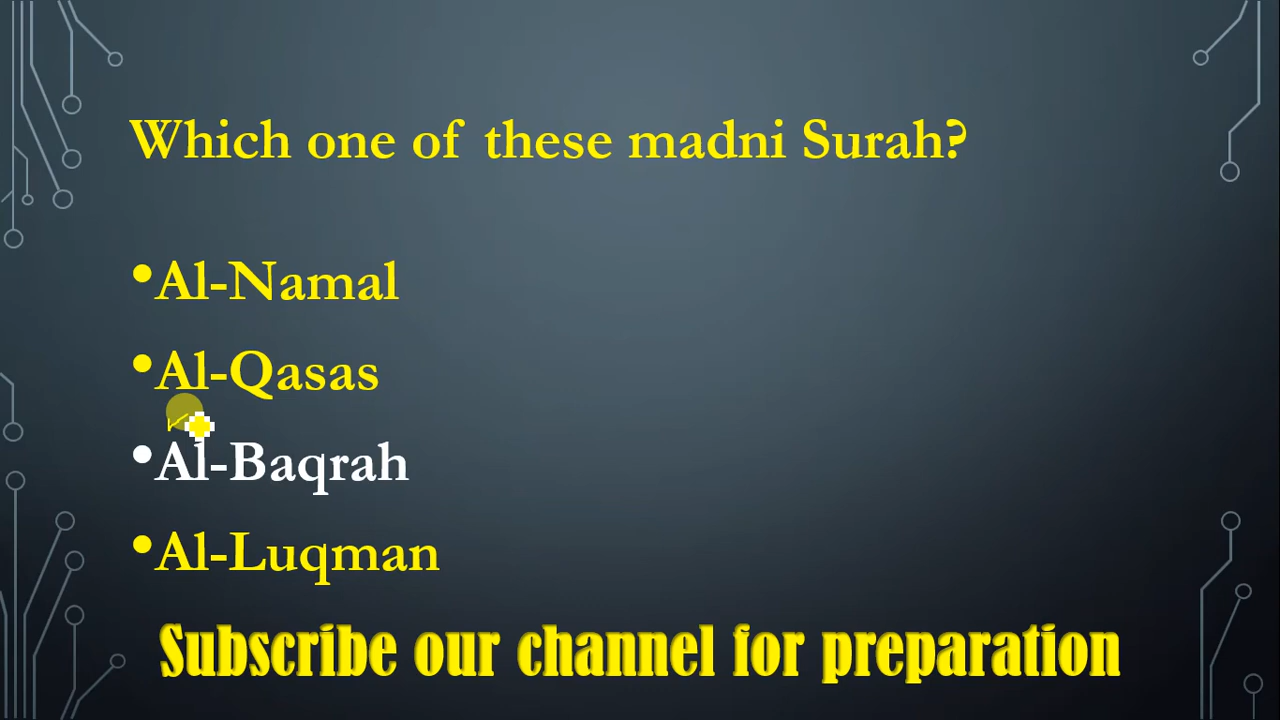 Which one of these madni Surah?
•Al-Namal
•Al-Qasas
•Al-Baqrah
•Al-Luqman
Subscribe our channel for preparation